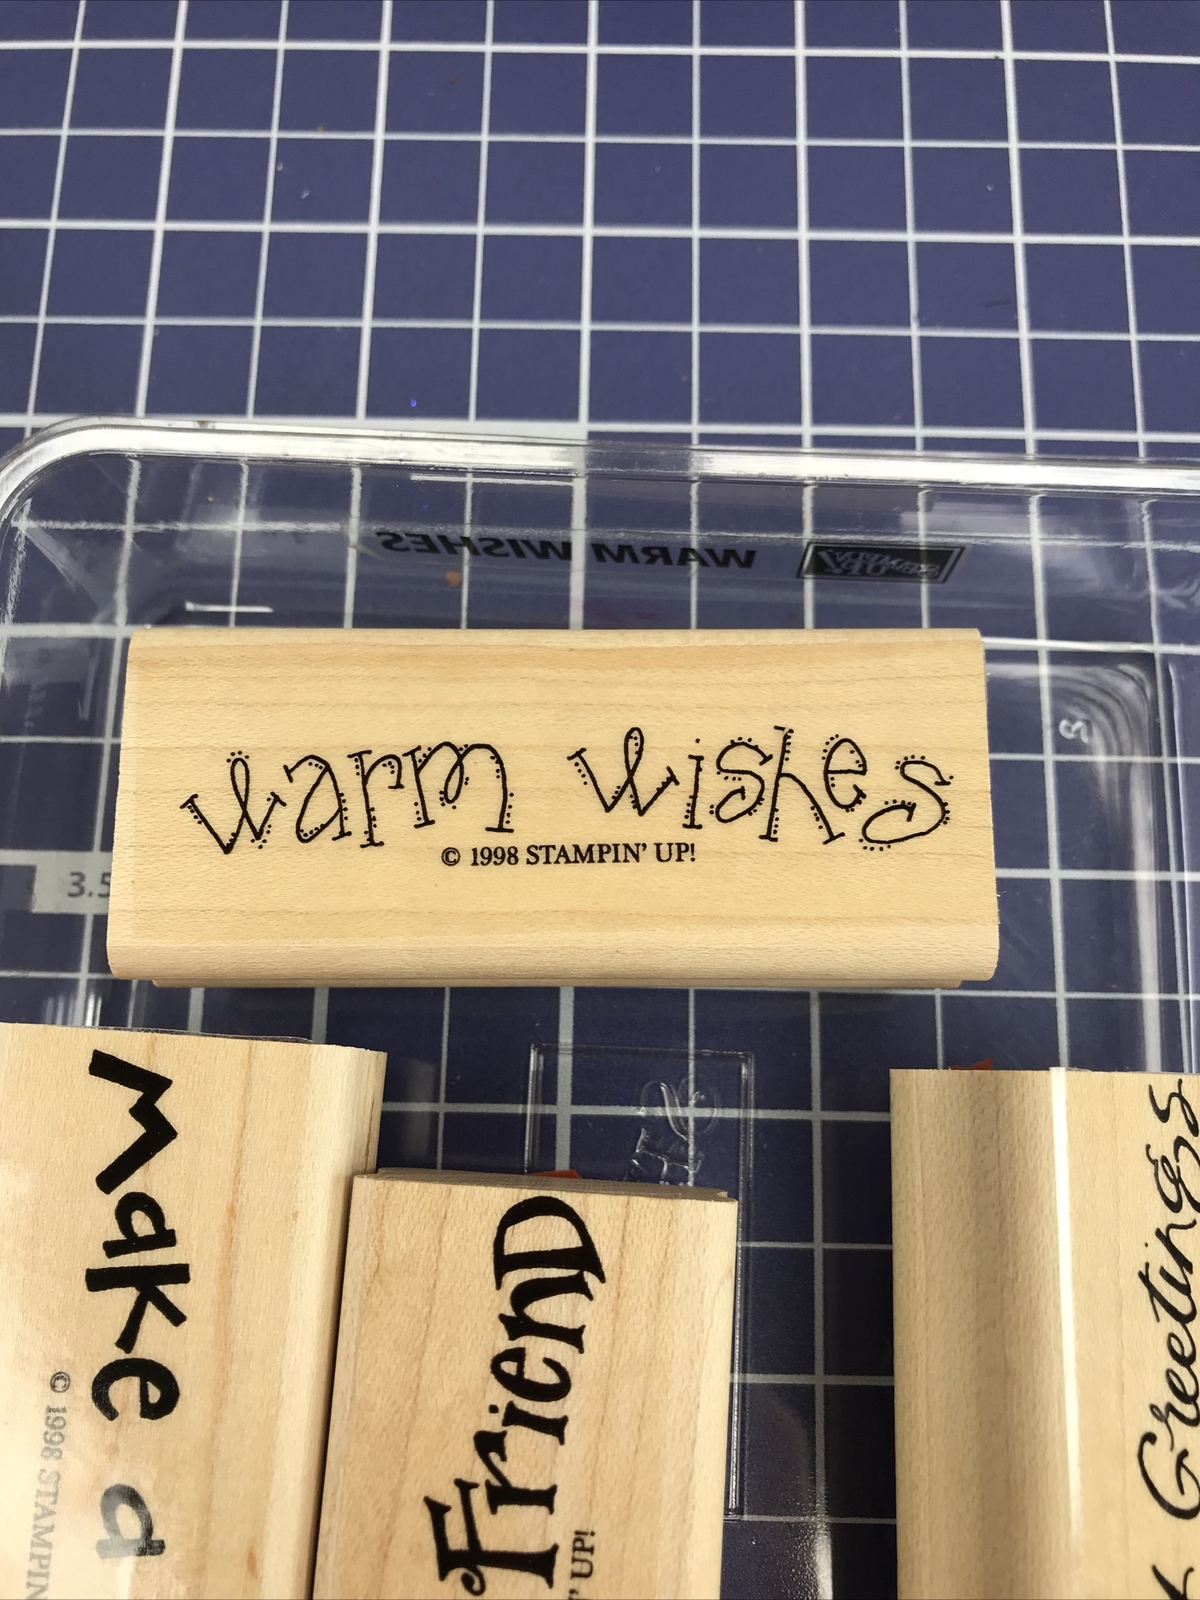 WARM WISHES
warm wishes
© 1998 STAMPIN' UP!
3.5
make a
© 1998 STAMPIN
Friend
' UP!
Greetings